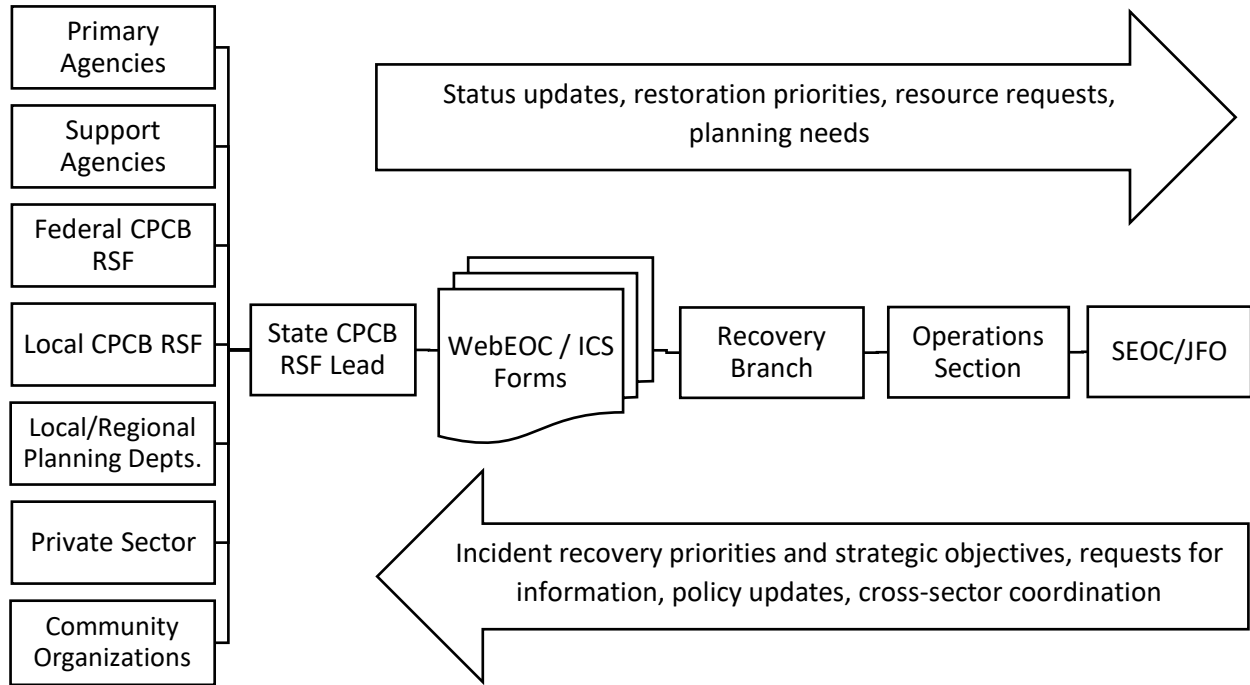 Primary
Agencies
Support
Agencies
Federal CPCB
RSF
Local CPCB RSF
Local/Regional
Planning Depts.
Private Sector
Community
Organizations
State CPCB
RSF Lead
Status updates, restoration priorities, resource requests,
planning needs
WebEOC / ICS
Forms
Recovery
Branch
Operations
Section
SEOC/JFO
Incident recovery priorities and strategic objectives, requests for
information, policy updates, cross-sector coordination